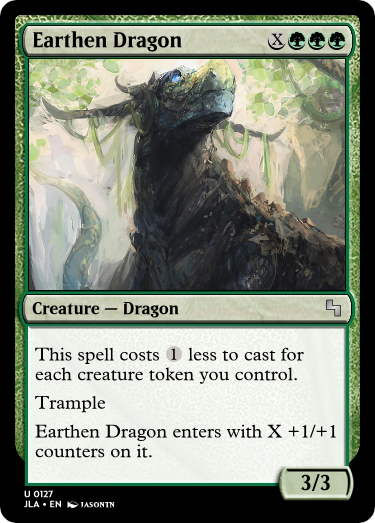 Earthen Dragon X
Creature — Dragon
This spell costs 1 less to cast for
each creature token you control.
Trample
Earthen Dragon enters with X +1/+1
counters on it.
3/3
U 0127
JLA • EN JASONTN